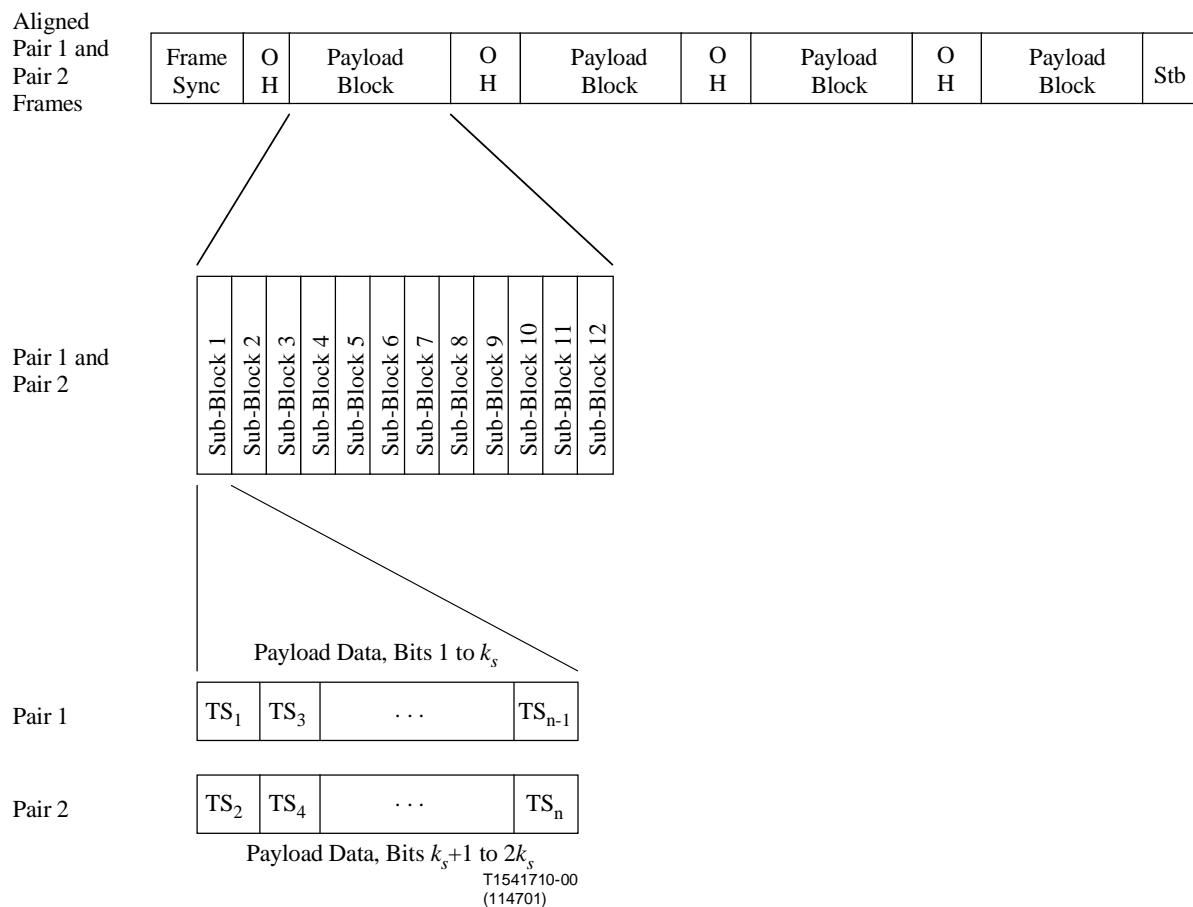 Aligned
Pair 1 and
Pair 2
Frames
Frame
Sync
O
H
Payload
Block
O
H
Payload
Block
O
H
Payload
Block
O
H
Payload
Block
Stb
Pair 1 and
Pair 2
Sub-Block 1
Sub-Block 2
Sub-Block 3
Sub-Block 4
Sub-Block 5
Sub-Block 6
Sub-Block 7
Sub-Block 8
Sub-Block 9
Sub-Block 10
Sub-Block 11
Sub-Block 12
Payload Data, Bits 1 to kₛ
Pair 1
TS₁ TS₃ . . . TSₙ₋₁
Pair 2
TS₂ TS₄ . . . TSₙ
Payload Data, Bits kₛ+1 to 2kₛ
T1541710-00
(114701)